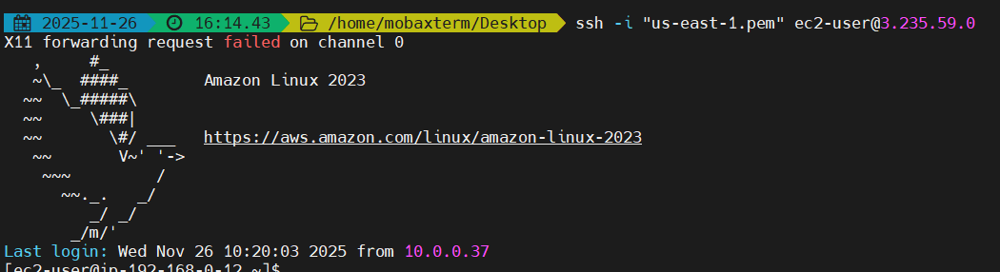 2025-11-26 16:14.43 /home/mobaxterm/Desktop ssh -i "us-east-1.pem" ec2-user@3.235.59.0
X11 forwarding request failed on channel 0
   ,     #_
   ~\_  ####_        Amazon Linux 2023
  ~~  \_#####\
  ~~     \###|
  ~~       \#/ ___   https://aws.amazon.com/linux/amazon-linux-2023
   ~~       V~' '->
    ~~~         /
      ~~._.   _/
         _/ _/
       _/m/'
Last login: Wed Nov 26 10:20:03 2025 from 10.0.0.37
[ec2-user@ip-192-168-0-12 ~]$